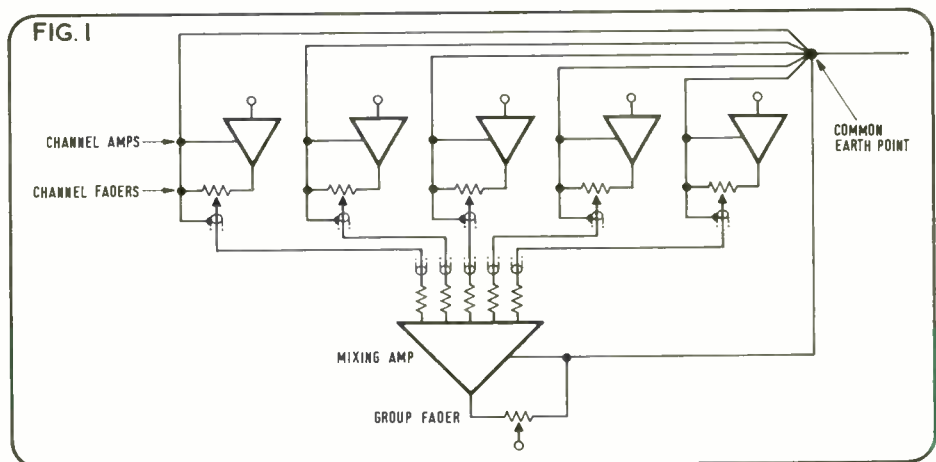 FIG. 1
CHANNEL AMPS
CHANNEL FADERS
COMMON
EARTH POINT
MIXING AMP
GROUP FADER